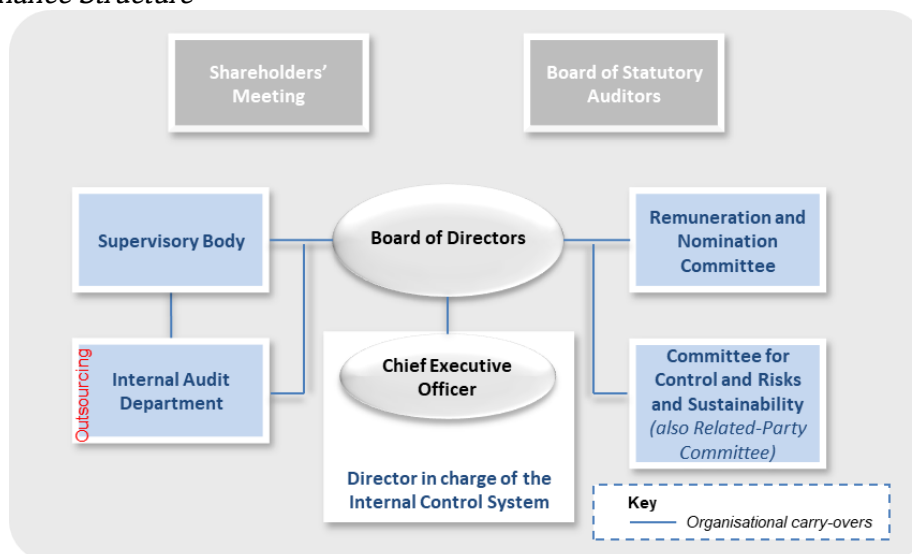 Shareholders'
Meeting
Board of Statutory
Auditors
Supervisory Body
Board of Directors
Remuneration and
Nomination
Committee
Outsourcing
Internal Audit
Department
Chief Executive
Officer
Director in charge of the
Internal Control System
Committee for
Control and Risks
and Sustainability
(also Related-Party
Committee)
Key
Organisational carry-overs